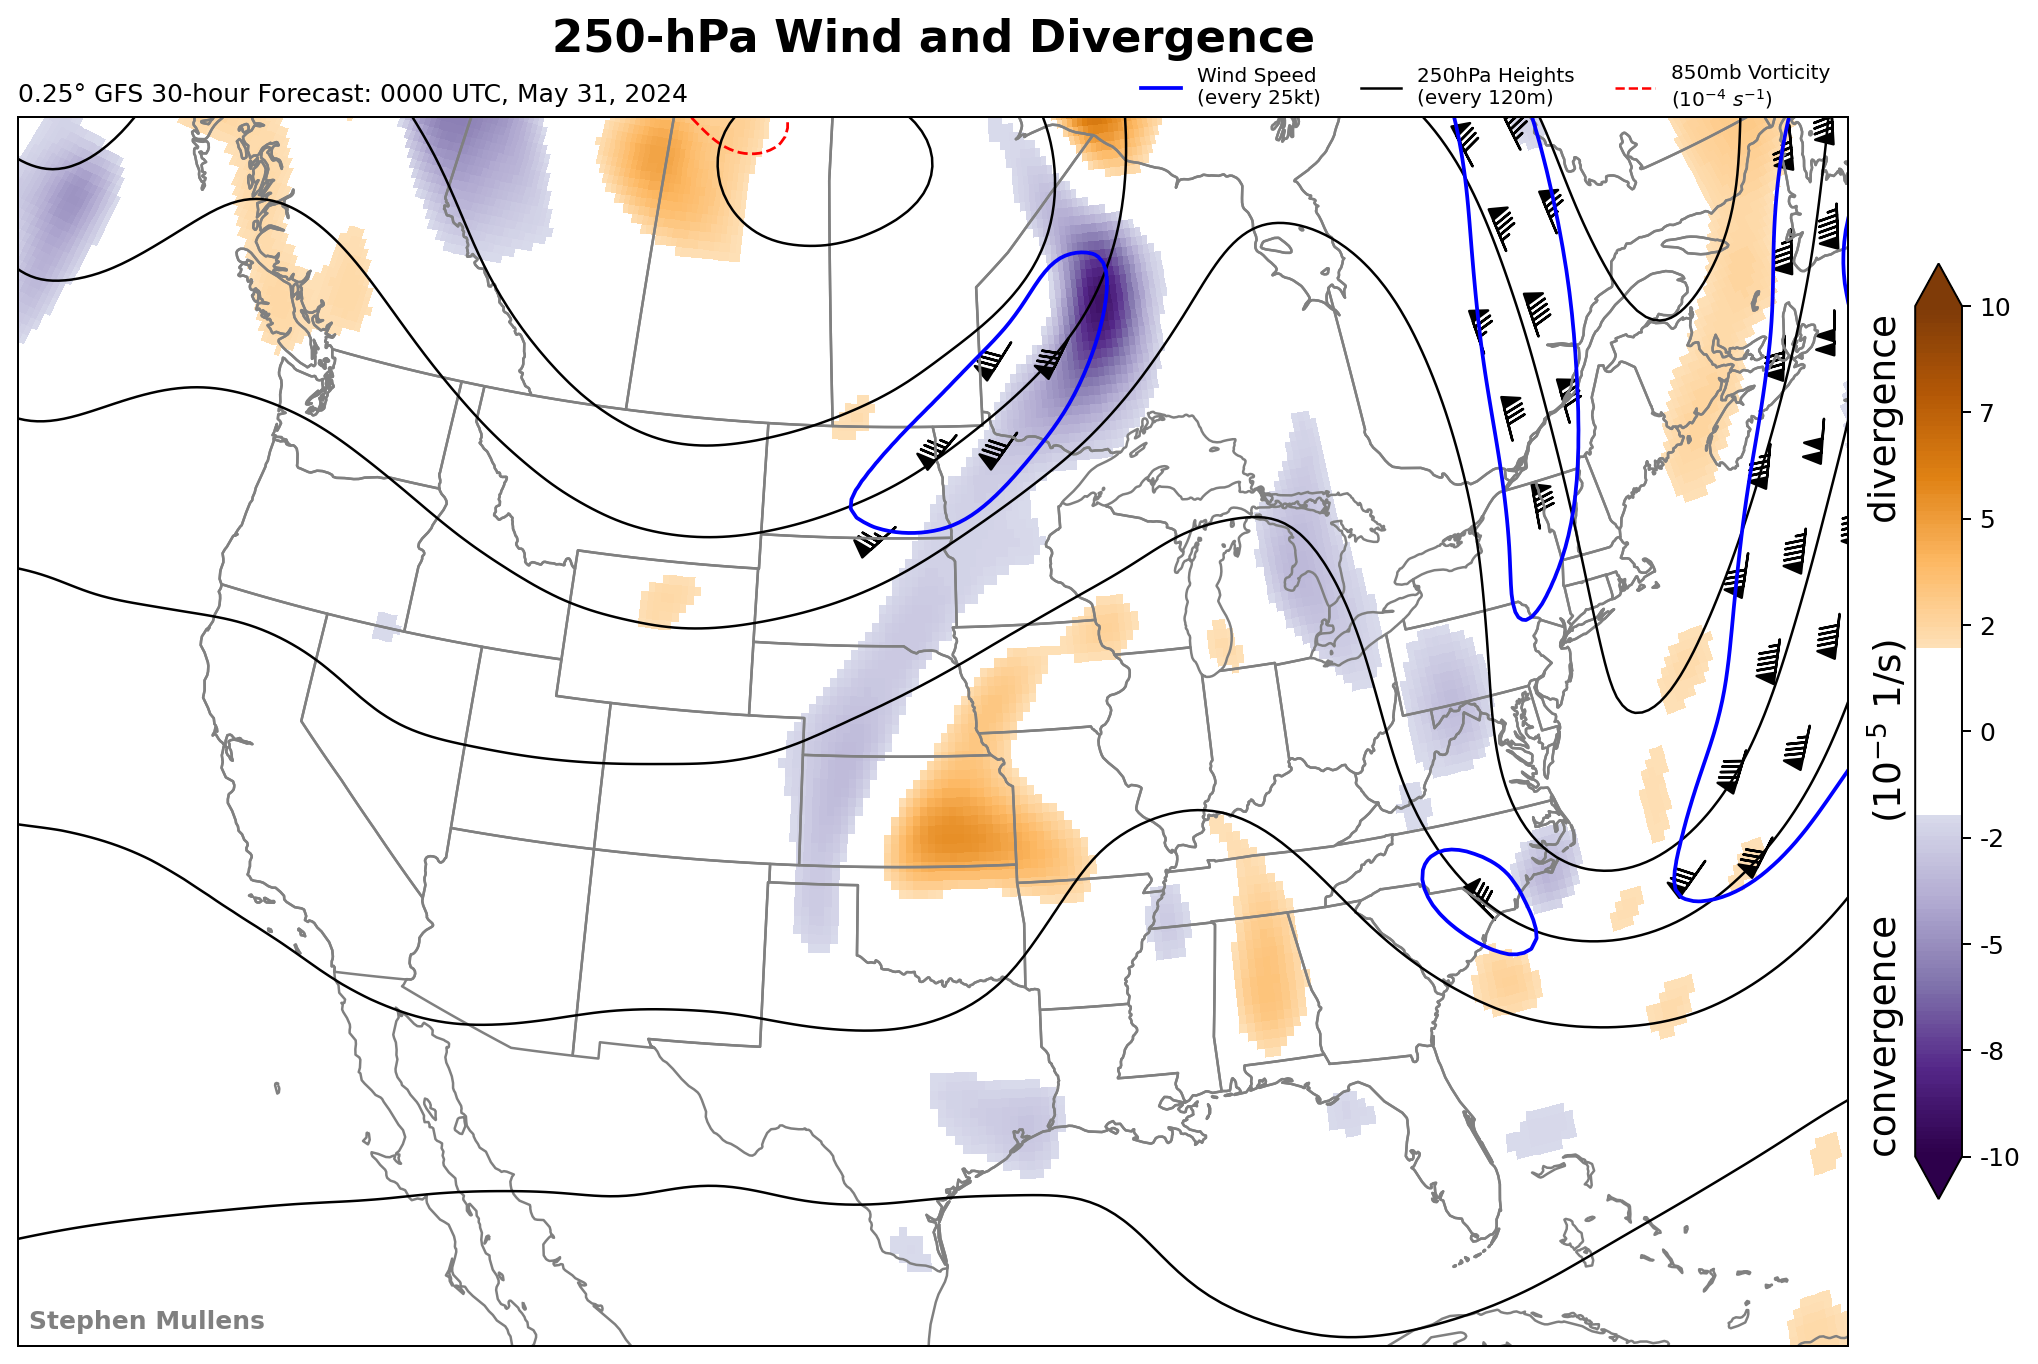 250-hPa Wind and Divergence
0.25° GFS 30-hour Forecast: 0000 UTC, May 31, 2024
Wind Speed
(every 25kt)
250hPa Heights
(every 120m)
850mb Vorticity
(10⁻⁴ s⁻¹)
10
7
5
2
0
-2
-5
-8
-10
convergence (10⁻⁵ 1/s) divergence
Stephen Mullens